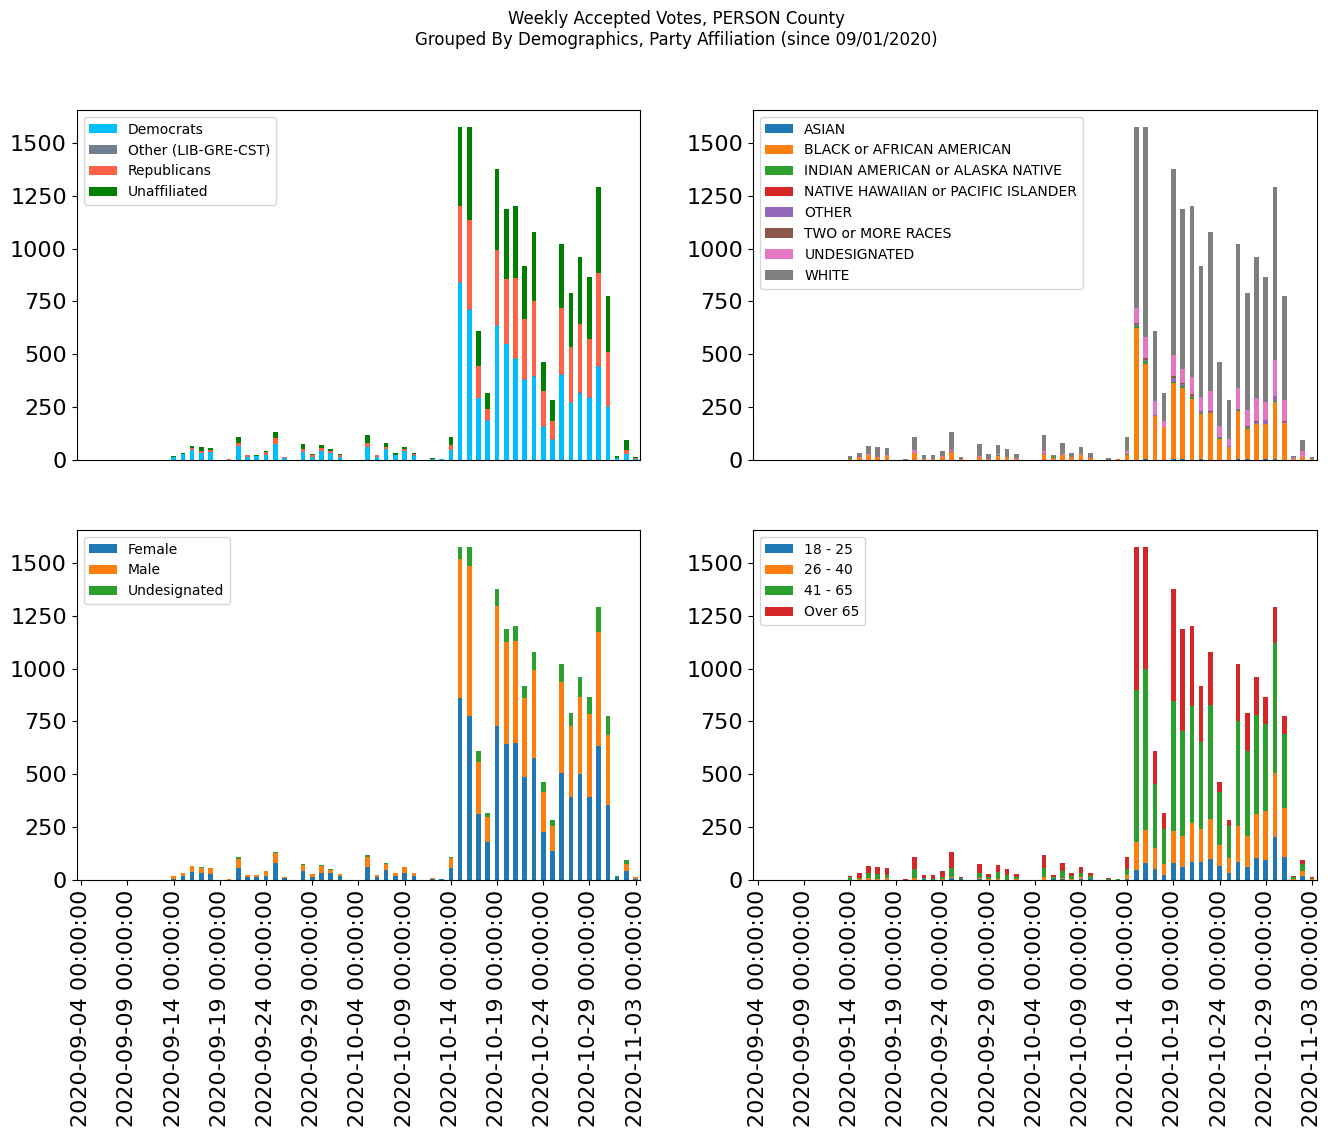 Weekly Accepted Votes, PERSON County
Grouped By Demographics, Party Affiliation (since 09/01/2020)
1500
1250
1000
750
500
250
0
Democrats
Other (LIB-GRE-CST)
Republicans
Unaffiliated
1500
1250
1000
750
500
250
0
ASIAN
BLACK or AFRICAN AMERICAN
INDIAN AMERICAN or ALASKA NATIVE
NATIVE HAWAIIAN or PACIFIC ISLANDER
OTHER
TWO or MORE RACES
UNDESIGNATED
WHITE
1500
1250
1000
750
500
250
0
Female
Male
Undesignated
2020-09-04 00:00:00
2020-09-09 00:00:00
2020-09-14 00:00:00
2020-09-19 00:00:00
2020-09-24 00:00:00
2020-09-29 00:00:00
2020-10-04 00:00:00
2020-10-09 00:00:00
2020-10-14 00:00:00
2020-10-19 00:00:00
2020-10-24 00:00:00
2020-10-29 00:00:00
2020-11-03 00:00:00
1500
1250
1000
750
500
250
0
18 - 25
26 - 40
41 - 65
Over 65
2020-09-04 00:00:00
2020-09-09 00:00:00
2020-09-14 00:00:00
2020-09-19 00:00:00
2020-09-24 00:00:00
2020-09-29 00:00:00
2020-10-04 00:00:00
2020-10-09 00:00:00
2020-10-14 00:00:00
2020-10-19 00:00:00
2020-10-24 00:00:00
2020-10-29 00:00:00
2020-11-03 00:00:00